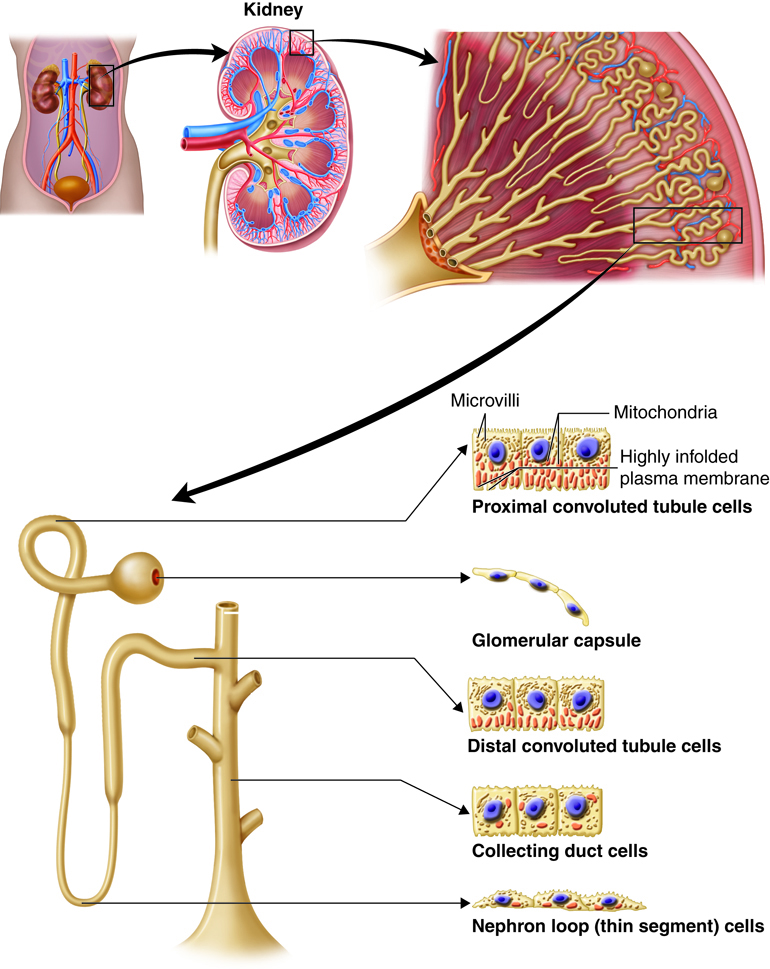 Kidney
Microvilli
Mitochondria
Highly infolded
plasma membrane
Proximal convoluted tubule cells
Glomerular capsule
Distal convoluted tubule cells
Collecting duct cells
Nephron loop (thin segment) cells